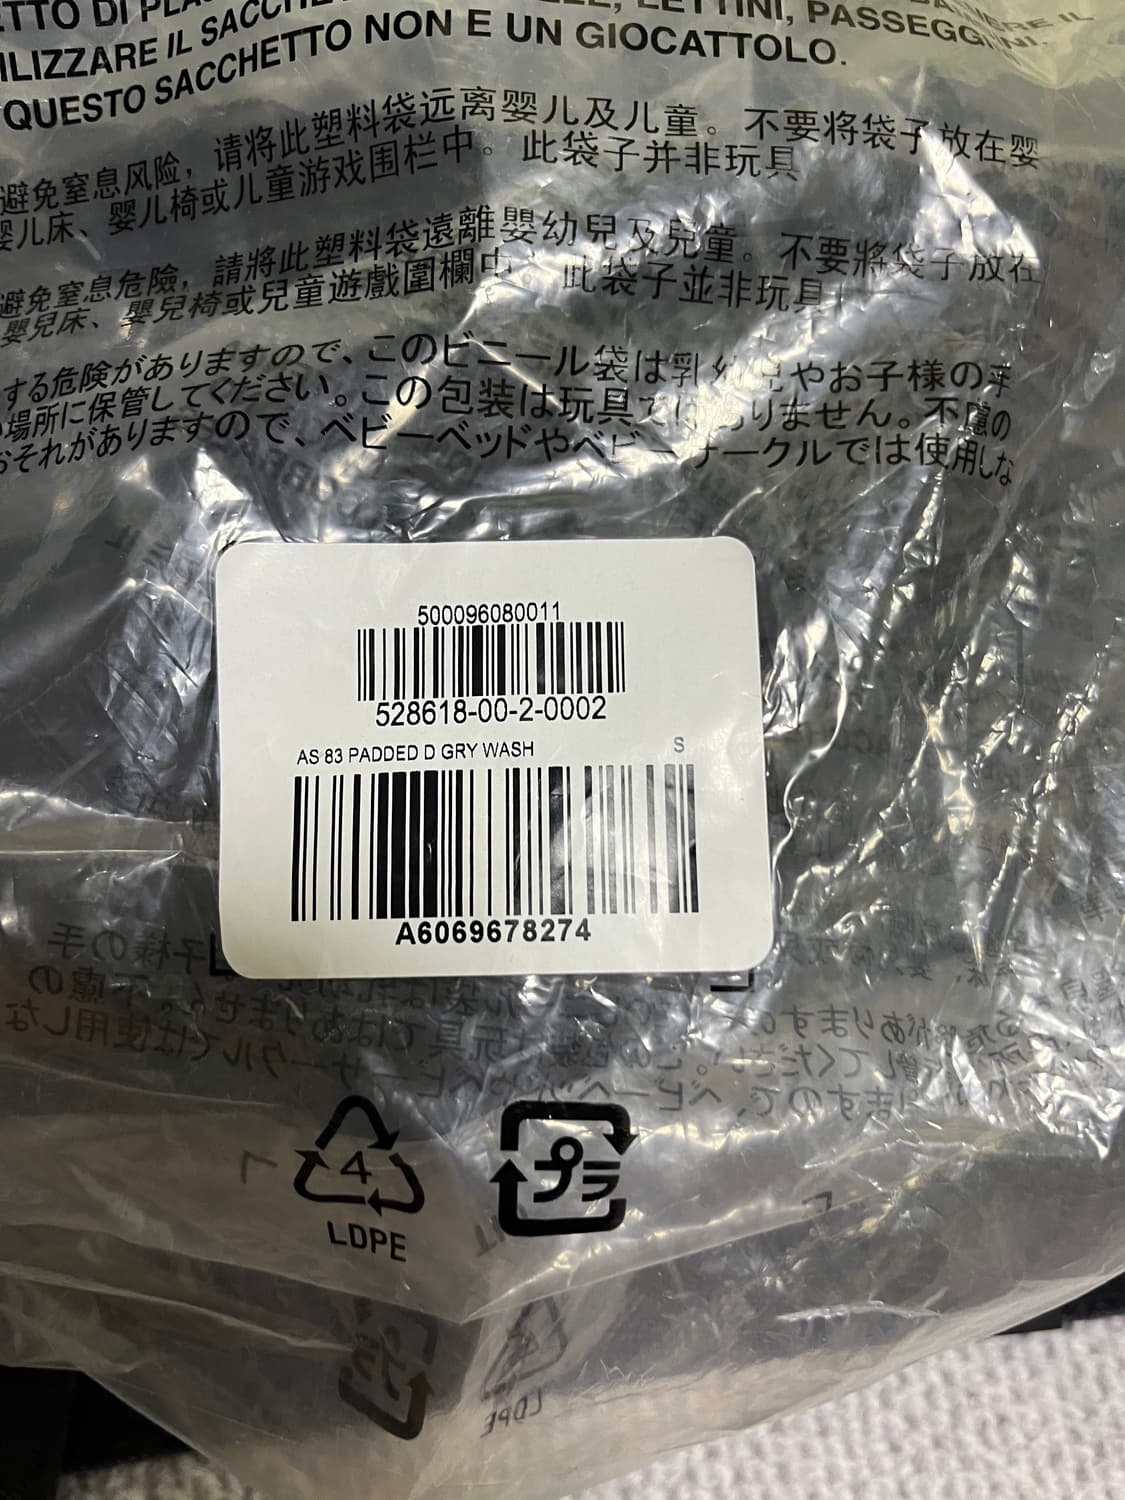 SACCHETTO NON E UN GIOCATTOLO.
PASSEGGINI,
QUESTO SACCHETTO NON E UN GIOCATTOLO.
避免窒息风险，请将此塑料袋远离婴儿及儿童。不要将袋子放在婴
婴儿床、婴儿椅或儿童游戏围栏中。此袋子并非玩具
避免窒息危險，請將此塑料袋遠離嬰幼兒及兒童。不要將袋子放在
嬰兒床、嬰兒椅或兒童遊戲圍欄中。此袋子並非玩具
する危険がありますので、このビニール袋は乳幼児やお子様の手
場所に保管してください。この包装は玩具ではありません。不慮の
おそれがありますので、ベビーベッドやベビーサークルでは使用しな
500096080011
528618-00-2-0002
AS 83 PADDED D GRY WASH S
A6069678274
4
LDPE
プラ